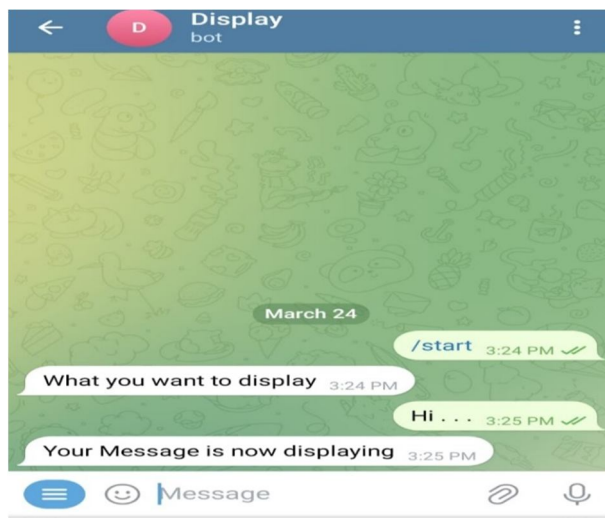 D
Display
bot
March 24
/start 3:24 PM
What you want to display 3:24 PM
Hi . . . 3:25 PM
Your Message is now displaying 3:25 PM
Message